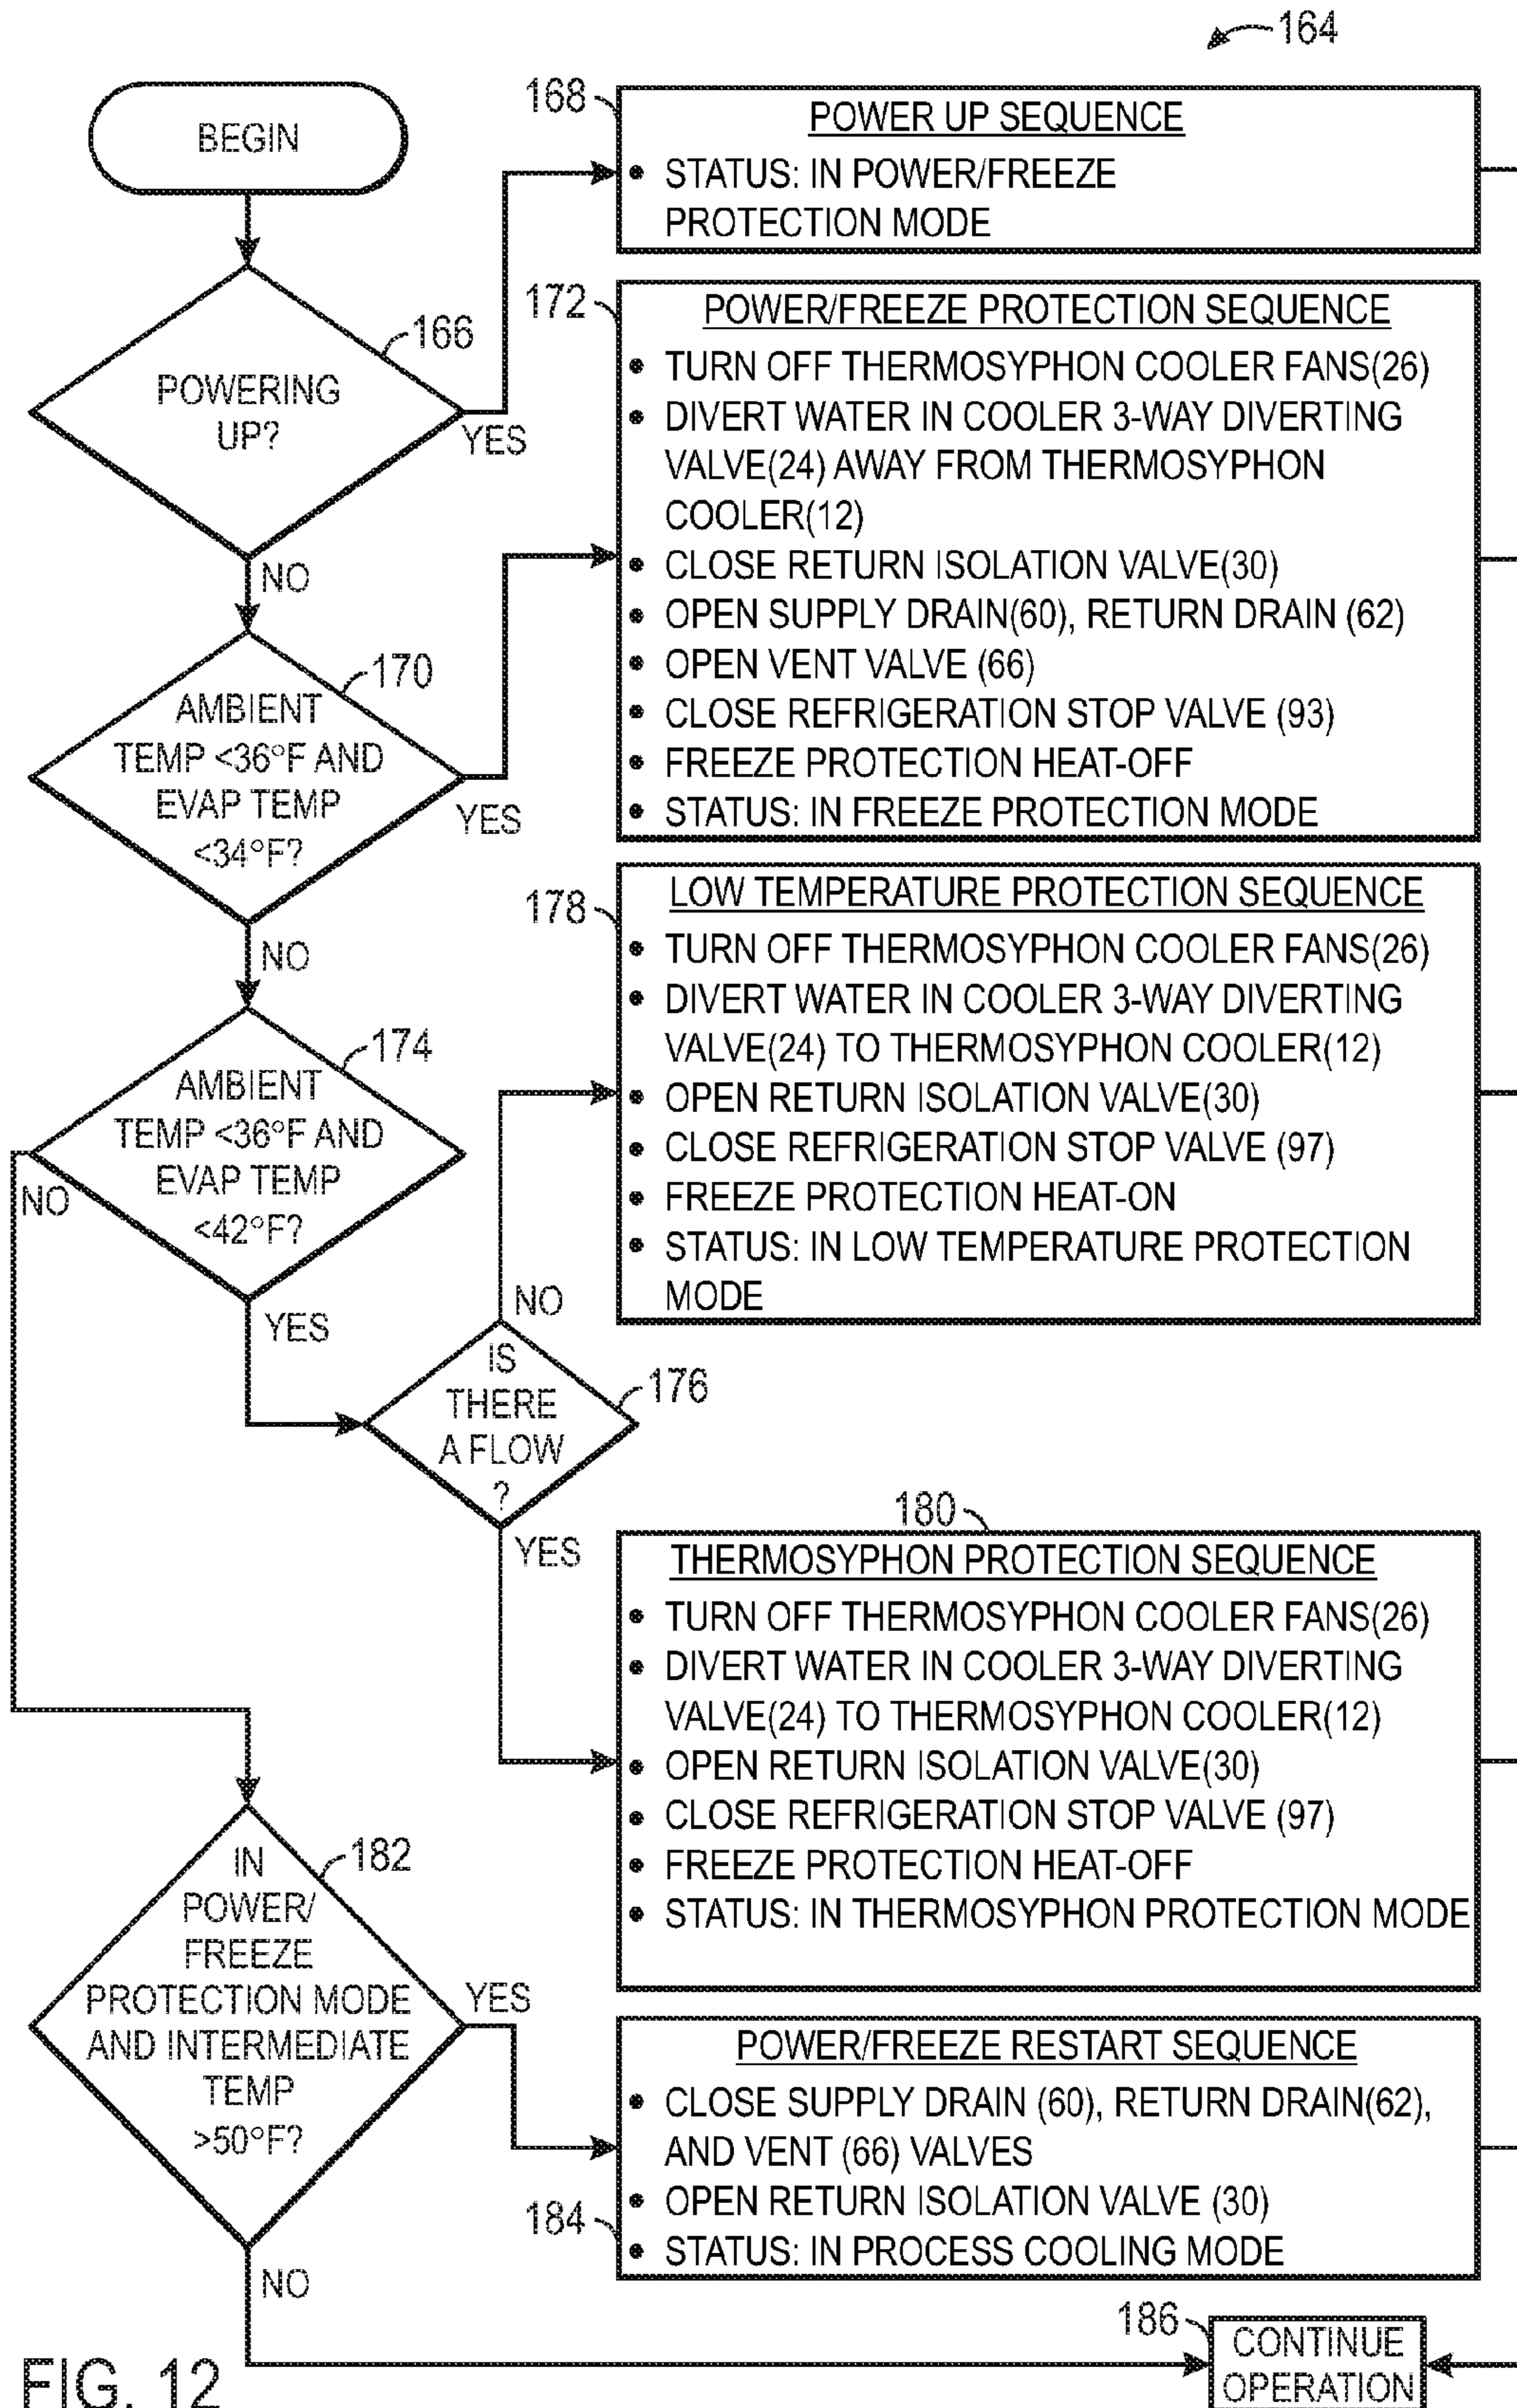 164
BEGIN
168
POWER UP SEQUENCE
• STATUS: IN POWER/FREEZE
PROTECTION MODE
166
POWERING
UP?
YES
NO
172
POWER/FREEZE PROTECTION SEQUENCE
• TURN OFF THERMOSYPHON COOLER FANS(26)
• DIVERT WATER IN COOLER 3-WAY DIVERTING
VALVE(24) AWAY FROM THERMOSYPHON
COOLER(12)
• CLOSE RETURN ISOLATION VALVE(30)
• OPEN SUPPLY DRAIN(60), RETURN DRAIN (62)
• OPEN VENT VALVE (66)
• CLOSE REFRIGERATION STOP VALVE (93)
• FREEZE PROTECTION HEAT-OFF
• STATUS: IN FREEZE PROTECTION MODE
170
AMBIENT
TEMP <36°F AND
EVAP TEMP
<34°F?
YES
NO
178
LOW TEMPERATURE PROTECTION SEQUENCE
• TURN OFF THERMOSYPHON COOLER FANS(26)
• DIVERT WATER IN COOLER 3-WAY DIVERTING
VALVE(24) TO THERMOSYPHON COOLER(12)
• OPEN RETURN ISOLATION VALVE(30)
• CLOSE REFRIGERATION STOP VALVE (97)
• FREEZE PROTECTION HEAT-ON
• STATUS: IN LOW TEMPERATURE PROTECTION
MODE
174
AMBIENT
TEMP <36°F AND
EVAP TEMP
<42°F?
NO
YES
NO
IS
THERE
A FLOW
?
176
YES
180
THERMOSYPHON PROTECTION SEQUENCE
• TURN OFF THERMOSYPHON COOLER FANS(26)
• DIVERT WATER IN COOLER 3-WAY DIVERTING
VALVE(24) TO THERMOSYPHON COOLER(12)
• OPEN RETURN ISOLATION VALVE(30)
• CLOSE REFRIGERATION STOP VALVE (97)
• FREEZE PROTECTION HEAT-OFF
• STATUS: IN THERMOSYPHON PROTECTION MODE
182
IN
POWER/
FREEZE
PROTECTION MODE
AND INTERMEDIATE
TEMP
>50°F?
YES
NO
POWER/FREEZE RESTART SEQUENCE
• CLOSE SUPPLY DRAIN (60), RETURN DRAIN(62),
AND VENT (66) VALVES
• OPEN RETURN ISOLATION VALVE (30)
• STATUS: IN PROCESS COOLING MODE
184
186
CONTINUE
OPERATION
FIG. 12